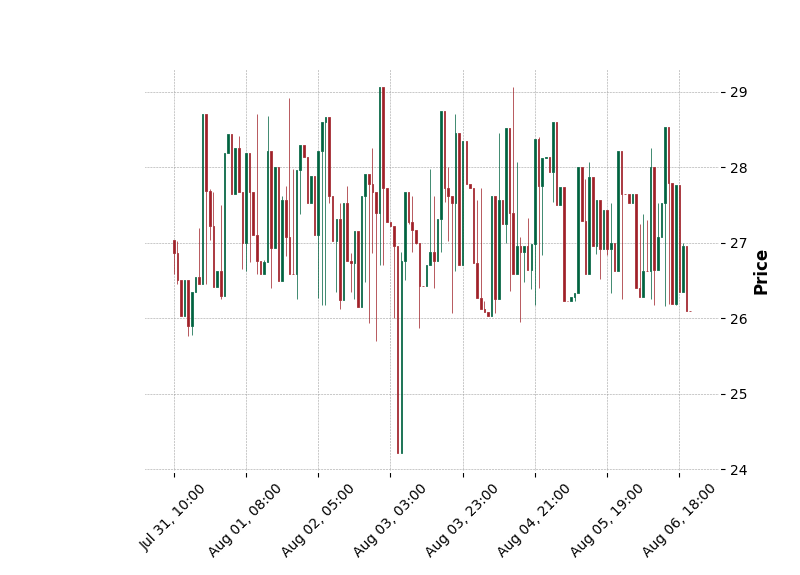 29
28
27
26
25
24
Price
Jul 31, 10:00
Aug 01, 08:00
Aug 02, 05:00
Aug 03, 03:00
Aug 03, 23:00
Aug 04, 21:00
Aug 05, 19:00
Aug 06, 18:00